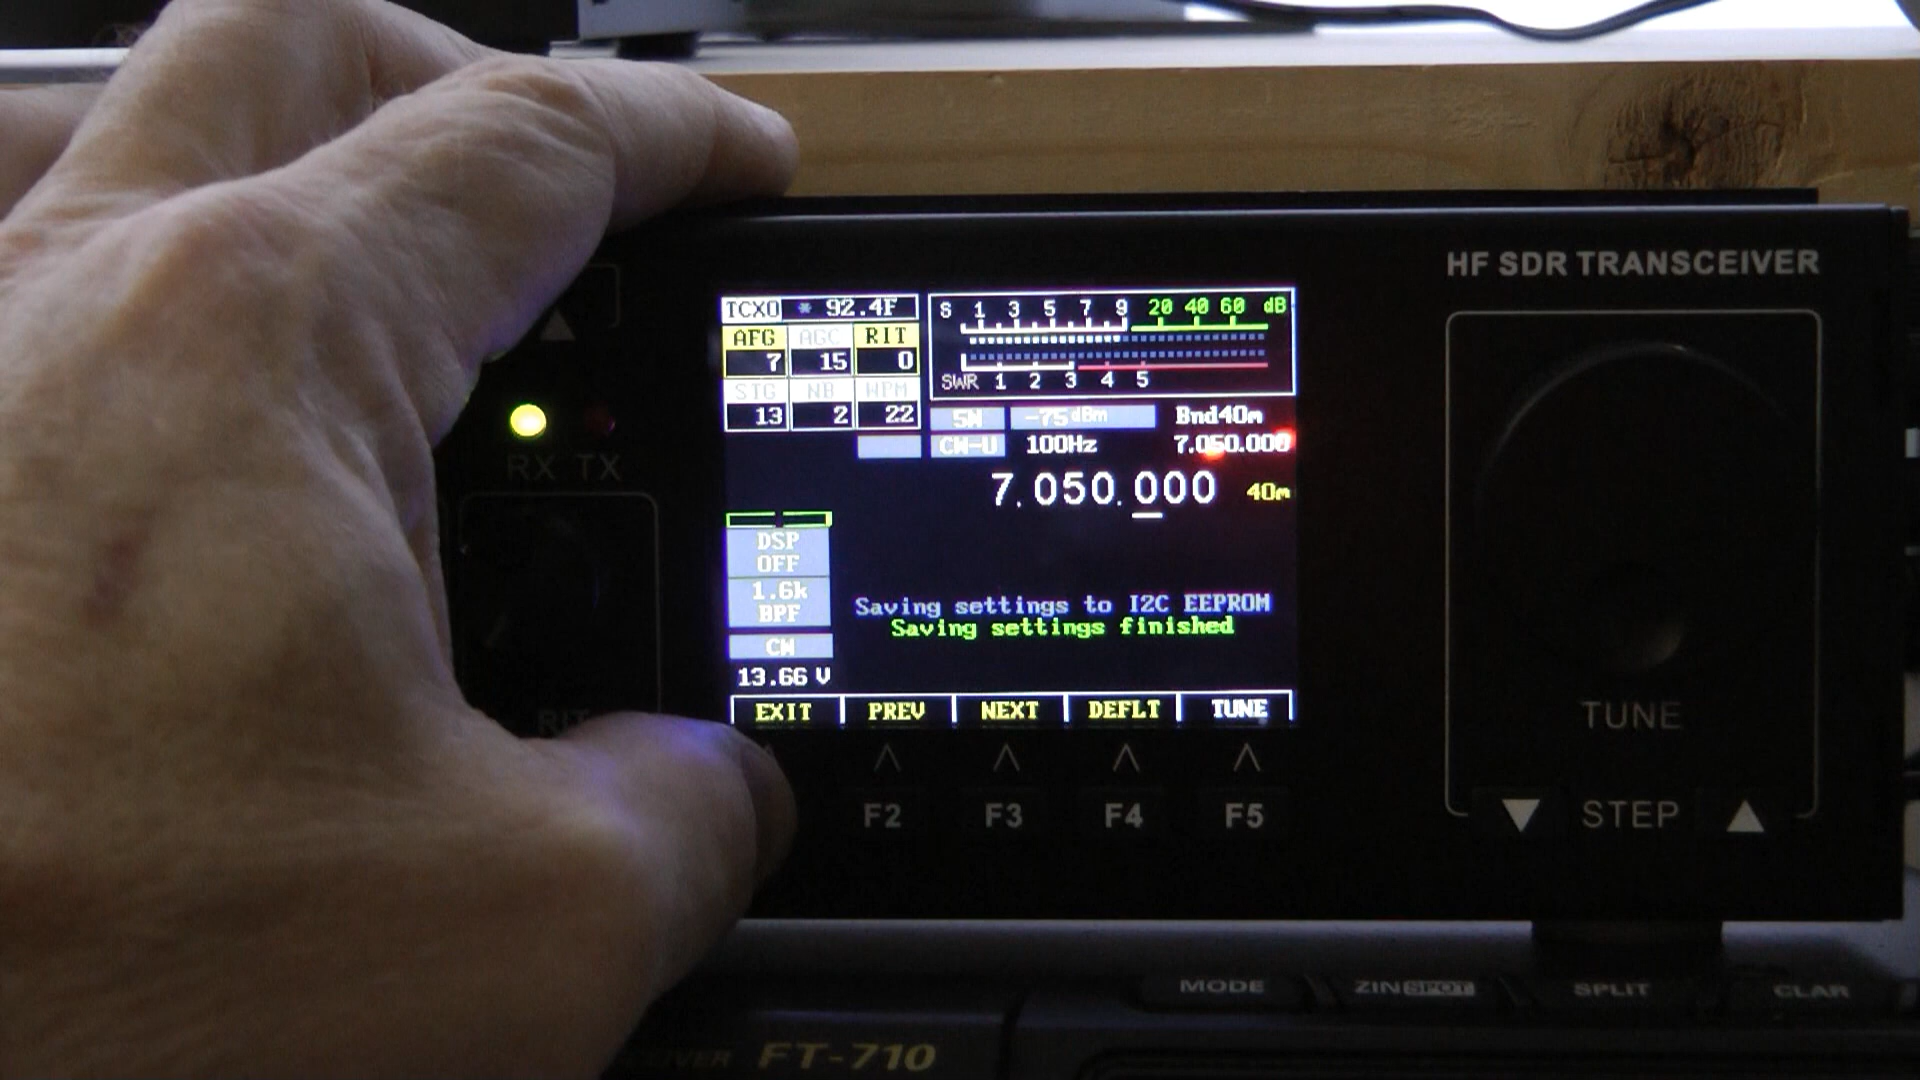 HF SDR TRANSCEIVER
TCXO * 92.4F
S 1 3 5 7 9 20 40 60 dB
AFG AGC RIT
7 15 0
SWR 1 2 3 4 5
STG NB WPM
13 2 22
5W -75 dBm Bnd40m
CW-U 100Hz 7.050.000
RX TX
7.050.000 40m
DSP
OFF
1.6k
BPF
Saving settings to I2C EEPROM
Saving settings finished
CW
13.66 V
EXIT PREV NEXT DEFLT TUNE
RIT
TUNE
F2 F3 F4 F5
STEP
MODE ZIN SPOT SPLIT CLAR
FT-710